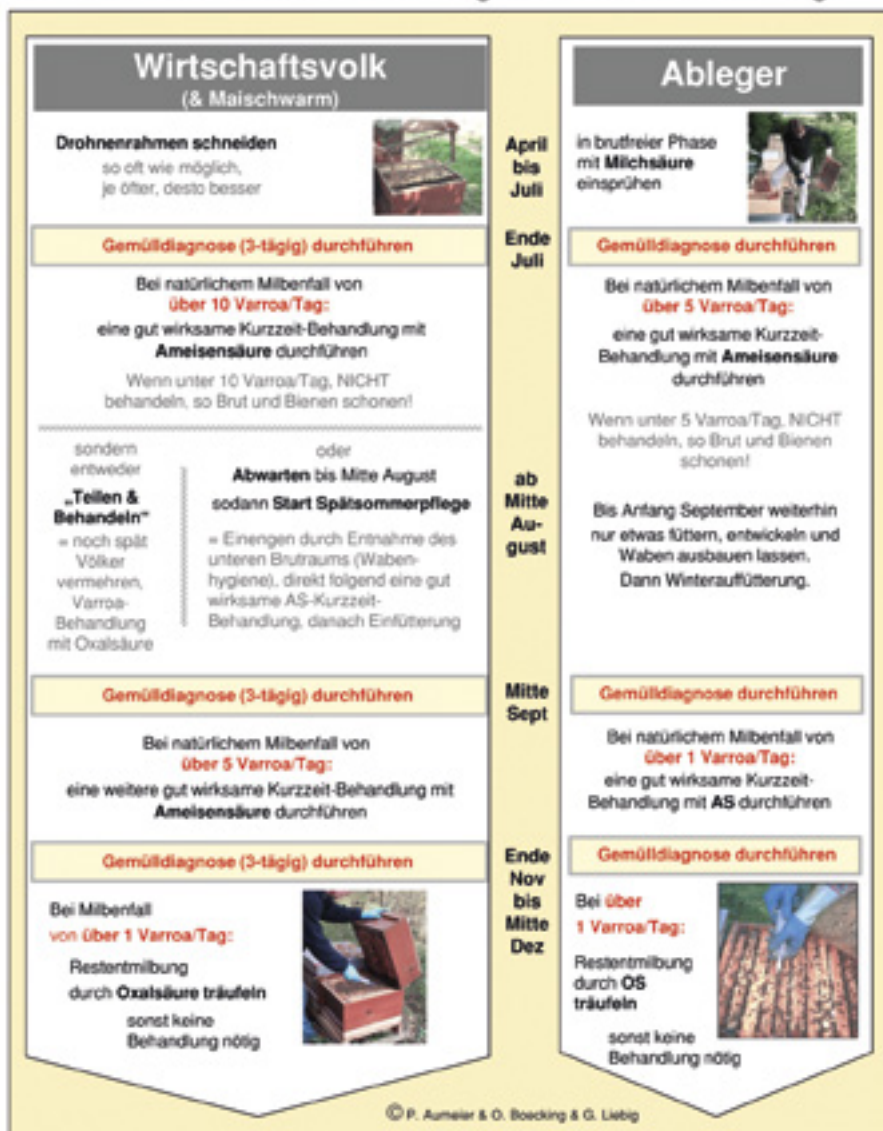 Wirtschaftsvolk
(& Maischwarm)
Drohnenrahmen schneiden
so oft wie möglich,
je öfter, desto besser
Gemülldiagnose (3-tägig) durchführen
Bei natürlichem Milbenfall von
über 10 Varroa/Tag:
eine gut wirksame Kurzzeit-Behandlung mit
Ameisensäure durchführen
Wenn unter 10 Varroa/Tag, NICHT
behandeln, so Brut und Bienen schonen!
sondern
entweder
„Teilen &
Behandeln“
= noch spät
Völker
vermehren,
Varroa-
Behandlung
mit Oxalsäure
oder
Abwarten bis Mitte August
sodann Start Spätsommerpflege
= Einengen durch Entnahme des
unteren Brutraums (Waben-
hygiene), direkt folgend eine gut
wirksame AS-Kurzzeit-
Behandlung, danach Einfütterung
Gemülldiagnose (3-tägig) durchführen
Bei natürlichem Milbenfall von
über 5 Varroa/Tag:
eine weitere gut wirksame Kurzzeit-Behandlung mit
Ameisensäure durchführen
Gemülldiagnose (3-tägig) durchführen
Bei Milbenfall
von über 1 Varroa/Tag:
Restentmilbung
durch Oxalsäure träufeln
sonst keine
Behandlung nötig
April
bis
Juli
Ende
Juli
ab
Mitte
Au-
gust
Mitte
Sept
Ende
Nov
bis
Mitte
Dez
Ableger
in brutfreier Phase
mit Milchsäure
einsprühen
Gemülldiagnose durchführen
Bei natürlichem Milbenfall von
über 5 Varroa/Tag:
eine gut wirksame Kurzzeit-
Behandlung mit Ameisensäure
durchführen
Wenn unter 5 Varroa/Tag, NICHT
behandeln, so Brut und Bienen
schonen!
Bis Anfang September weiterhin
nur etwas füttern, entwickeln und
Waben ausbauen lassen.
Dann Winterauffütterung.
Gemülldiagnose durchführen
Bei natürlichem Milbenfall von
über 1 Varroa/Tag:
eine gut wirksame Kurzzeit-
Behandlung mit AS durchführen
Gemülldiagnose durchführen
Bei über
1 Varroa/Tag:
Restentmilbung
durch OS
träufeln
sonst keine
Behandlung nötig
© P. Aumeier & O. Boecking & G. Liebig